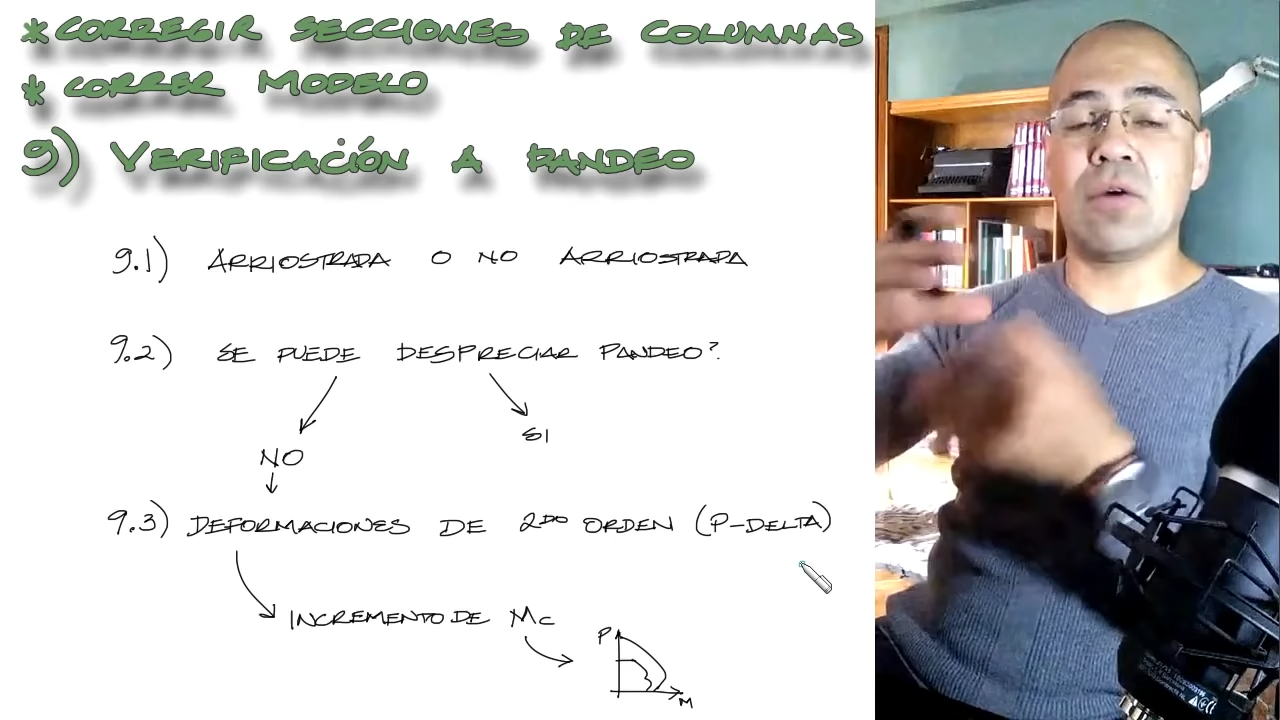 * CORREGIR SECCIONES DE COLUMNAS
* CORRER MODELO
9) VERIFICACIÓN A PANDEO
9.1) ARRIOSTRADA O NO ARRIOSTRADA
9.2) SE PUEDE DESPRECIAR PANDEO?
NO
SI
9.3) DEFORMACIONES DE 2DO ORDEN (P-DELTA)
INCREMENTO DE Mc
P
M